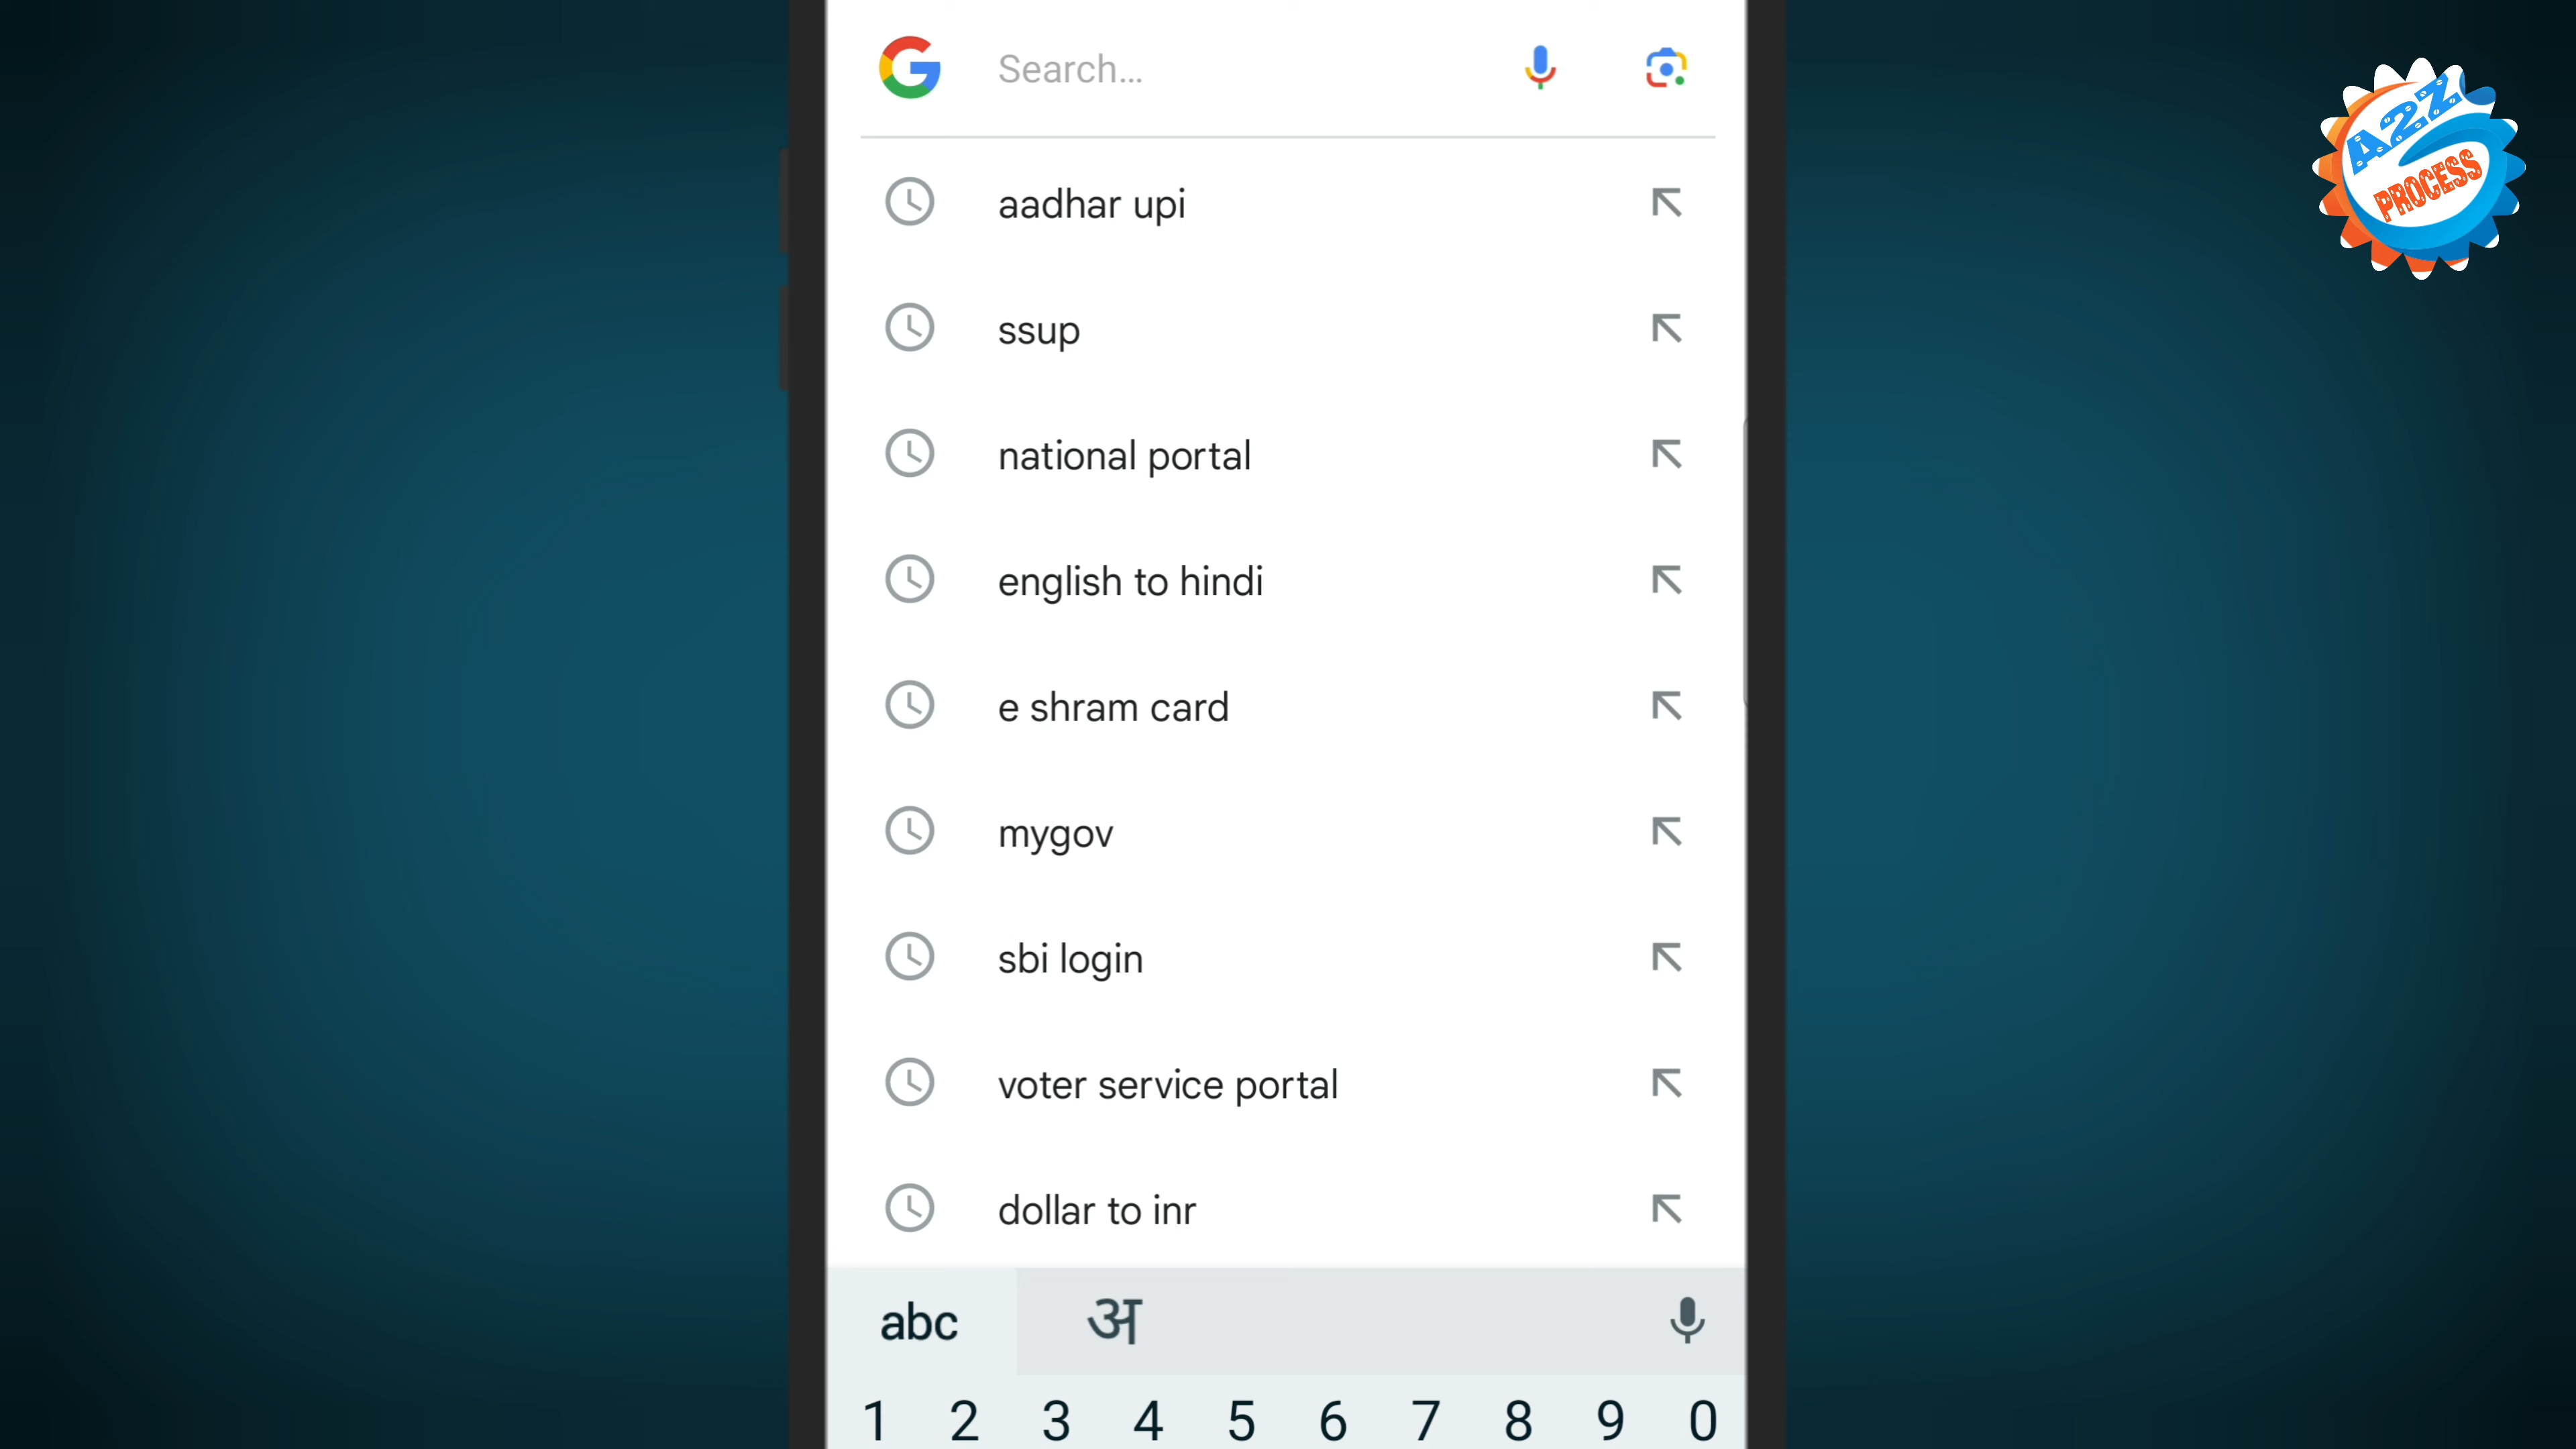 Search...
aadhar upi
ssup
national portal
english to hindi
e shram card
mygov
sbi login
voter service portal
dollar to inr
abc अ
1 2 3 4 5 6 7 8 9 0
A2Z
PROCESS